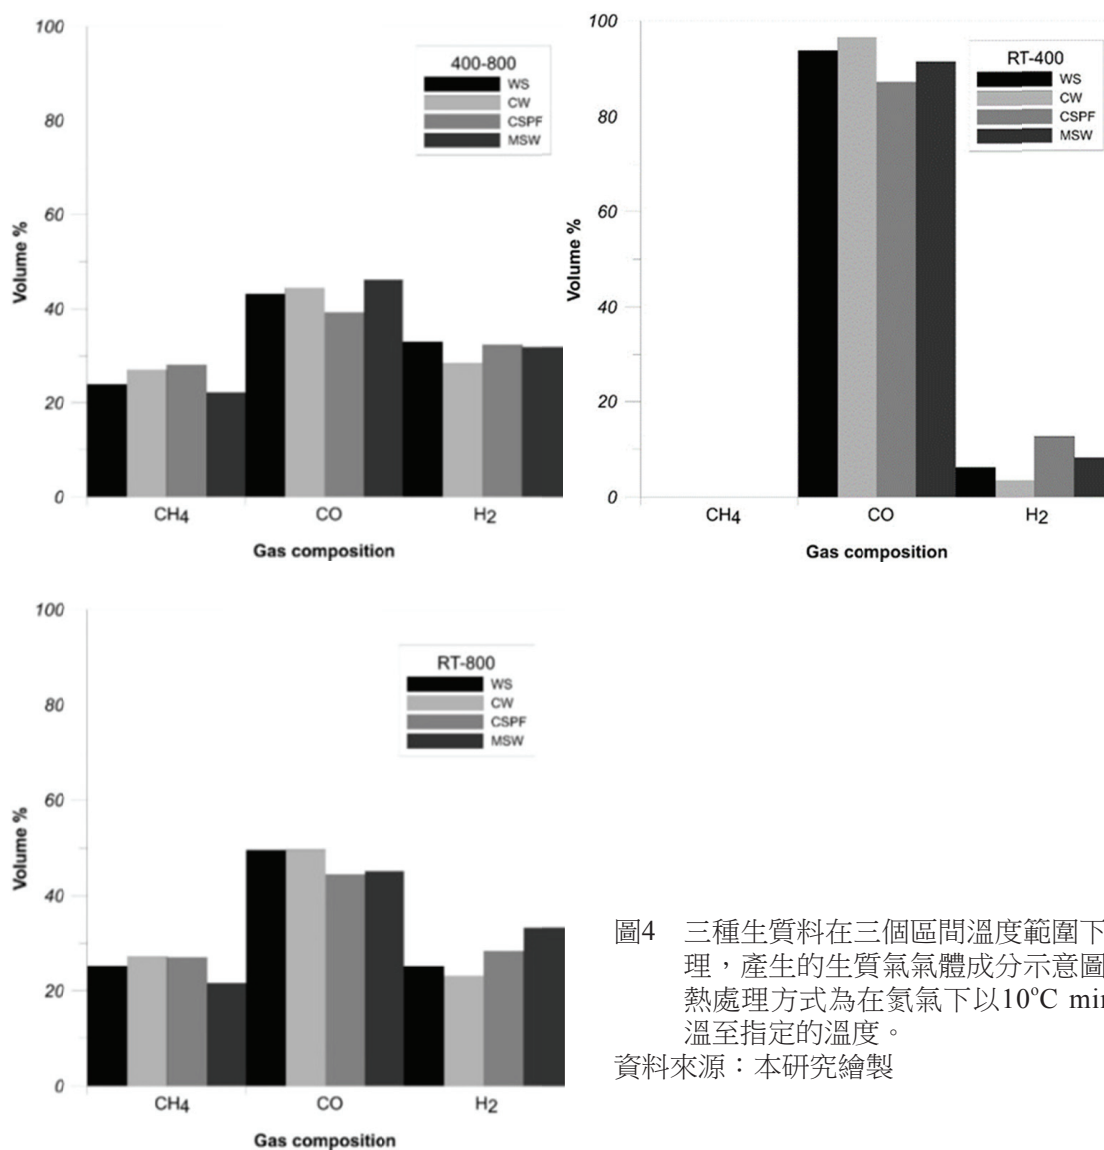 100
80
60
40
20
0
Volume %
400-800
WS
CW
CSPF
MSW
CH4
CO
H2
Gas composition
100
80
60
40
20
0
Volume %
RT-400
WS
CW
CSPF
MSW
CH4
CO
H2
Gas composition
100
80
60
40
20
0
Volume %
RT-800
WS
CW
CSPF
MSW
CH4
CO
H2
Gas composition
圖4 三種生質料在三個區間溫度範圍下
理，產生的生質氣氣體成分示意圖
熱處理方式為在氮氣下以10°C min
溫至指定的溫度。
資料來源：本研究繪製